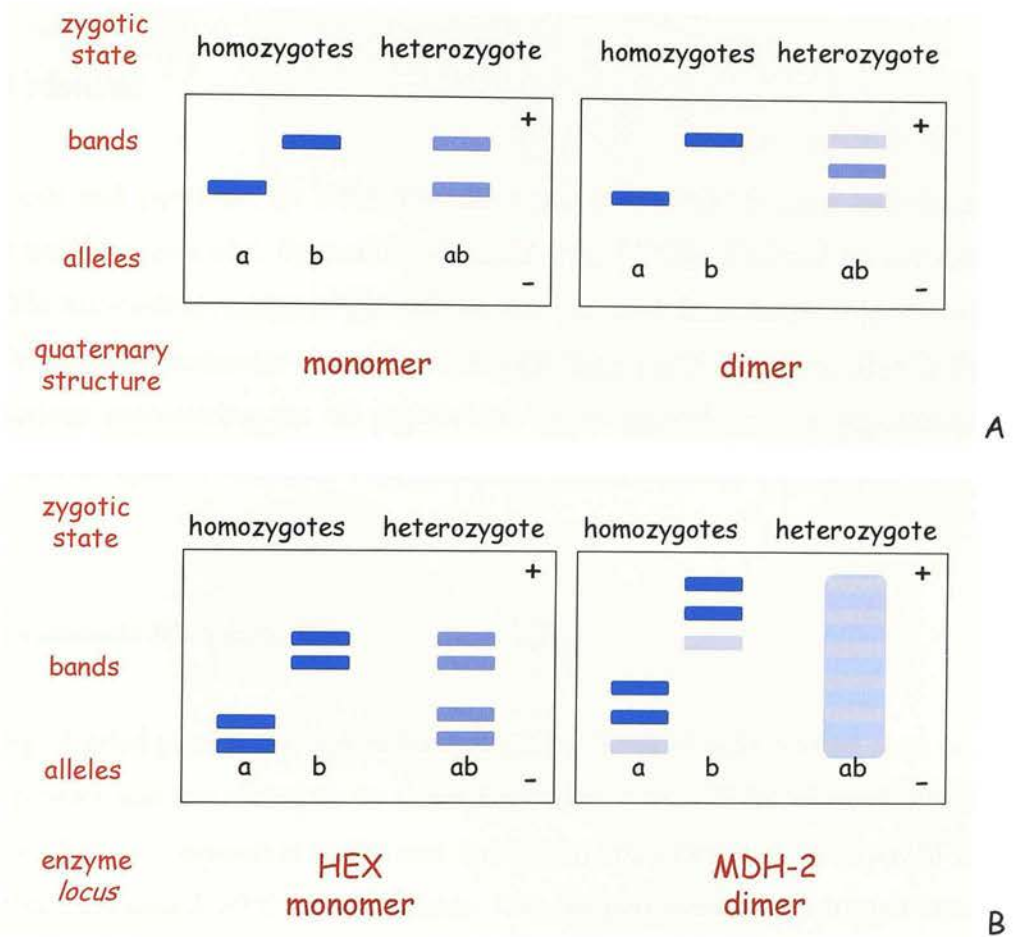 zygotic
state
homozygotes heterozygote
homozygotes heterozygote
bands
+
+
alleles
a b ab
a b ab
-
-
quaternary
structure
monomer
dimer
A
zygotic
state
homozygotes heterozygote
homozygotes heterozygote
+
+
bands
alleles
a b ab
a b ab
-
-
enzyme
locus
HEX
monomer
MDH-2
dimer
B